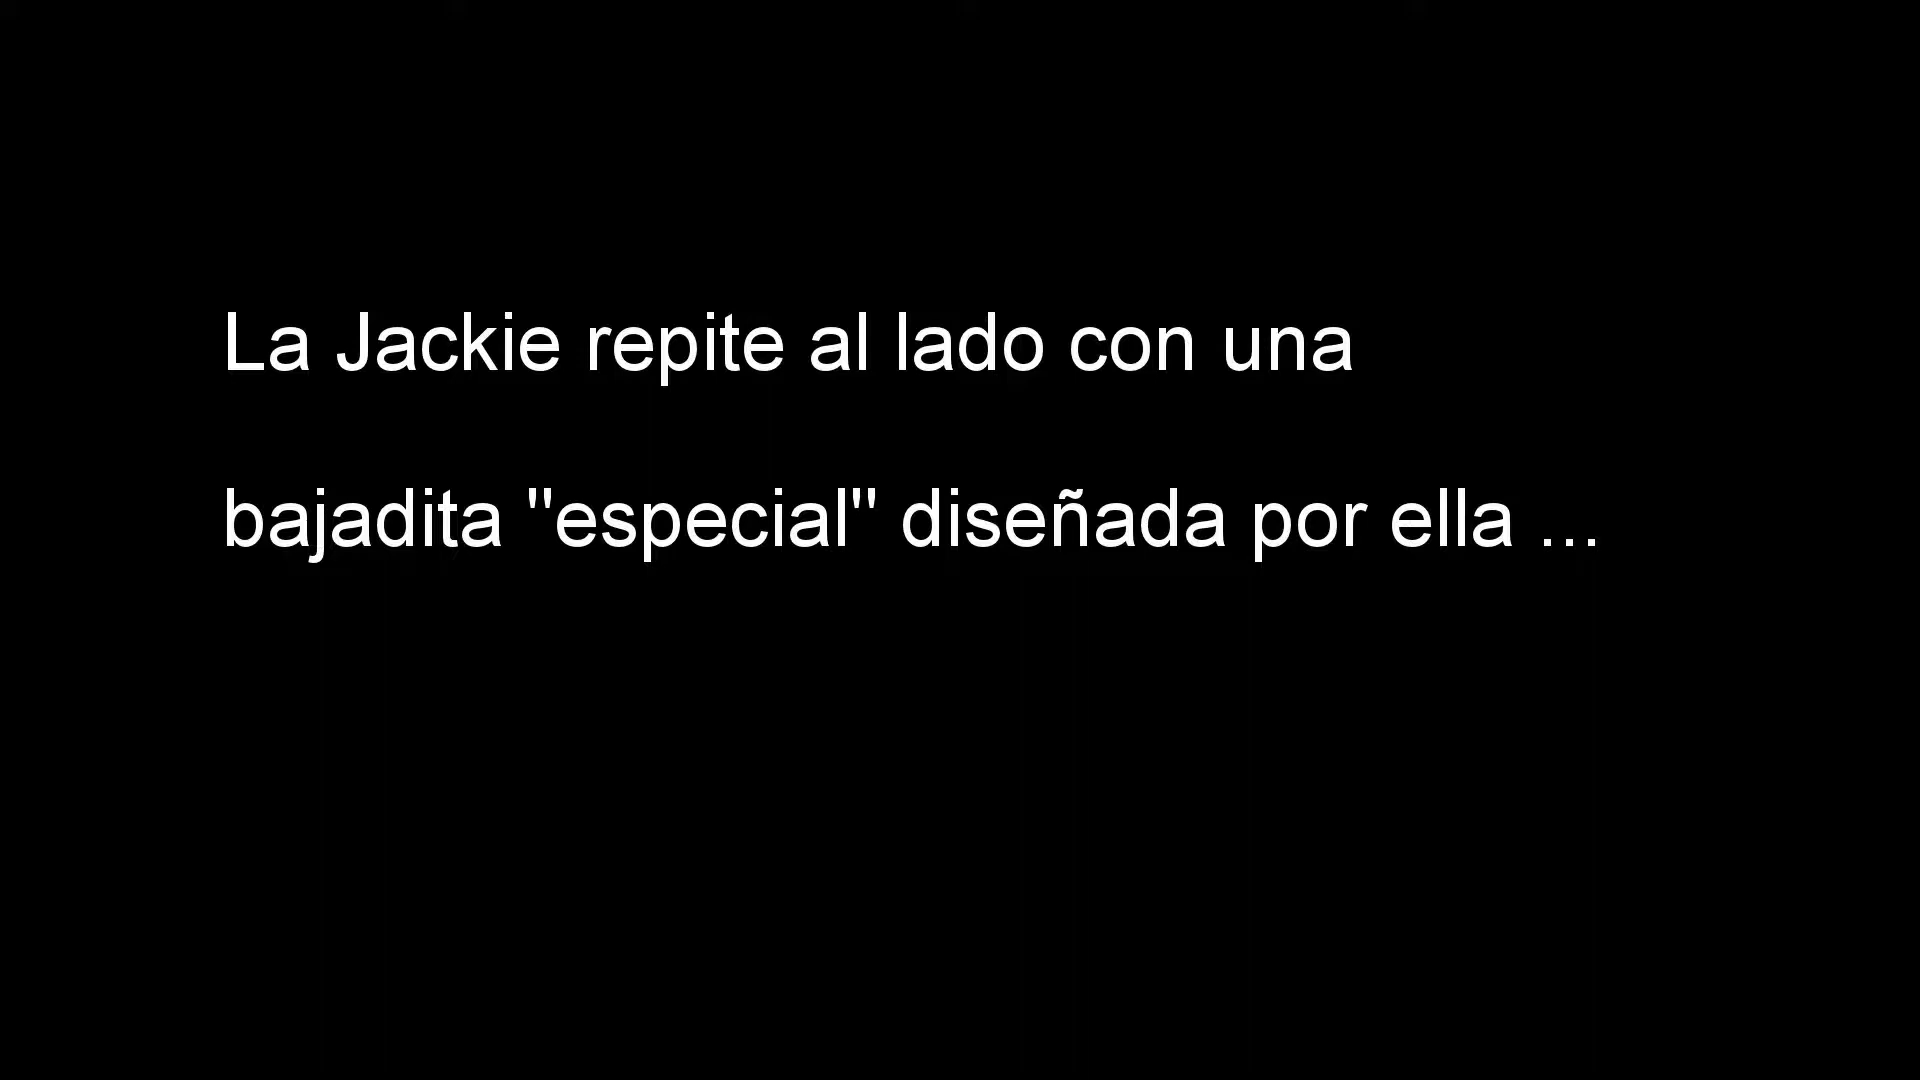 La Jackie repite al lado con una
bajadita "especial" diseñada por ella ...